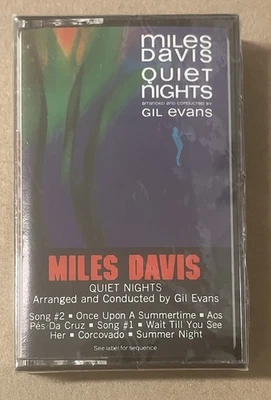 miles
Davis
QUIET
NIGHTS
arranged and conducted by
GIL evans
MILES DAVIS
QUIET NIGHTS
Arranged and Conducted by Gil Evans
Song #2 ▪ Once Upon A Summertime ▪ Aos
Pés Da Cruz ▪ Song #1 ▪ Wait Till You See
Her ▪ Corcovado ▪ Summer Night
See label for sequence